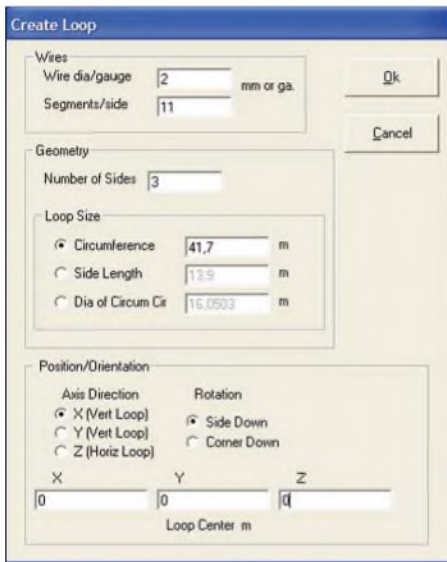 Create Loop
Wires
Wire dia/gauge 2 mm or ga.
Segments/side 11
Ok
Cancel
Geometry
Number of Sides 3
Loop Size
Circumference 41,7 m
Side Length 13,9 m
Dia of Circum Cir 16,0503 m
Position/Orientation
Axis Direction
X (Vert Loop)
Y (Vert Loop)
Z (Horiz Loop)
Rotation
Side Down
Corner Down
X Y Z
0 0 0
Loop Center m